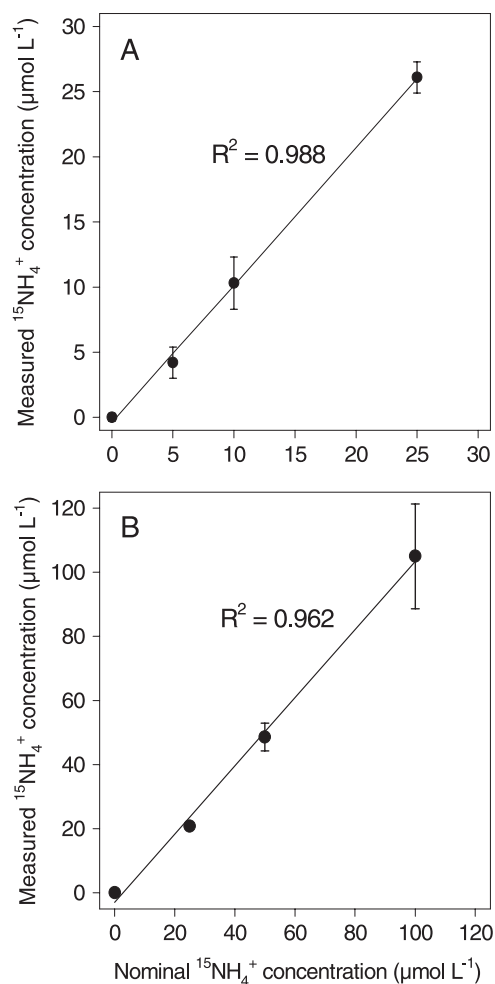 A
Measured ¹⁵NH₄⁺ concentration (µmol L⁻¹)
30
25
20
15
10
5
0
R² = 0.988
0 5 10 15 20 25 30
B
Measured ¹⁵NH₄⁺ concentration (µmol L⁻¹)
120
100
80
60
40
20
0
R² = 0.962
0 20 40 60 80 100 120
Nominal ¹⁵NH₄⁺ concentration (µmol L⁻¹)